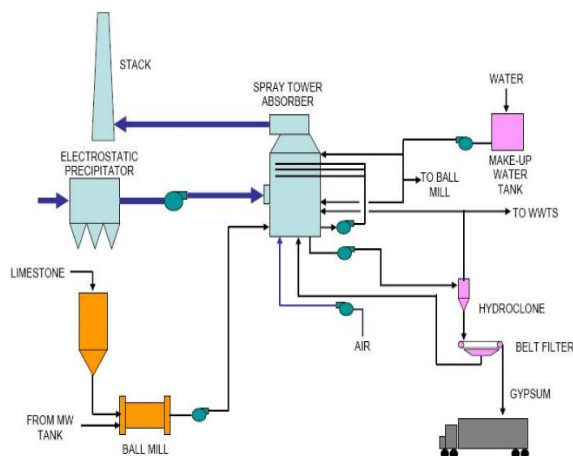 STACK
SPRAY TOWER
ABSORBER
WATER
ELECTROSTATIC
PRECIPITATOR
MAKE-UP
WATER
TANK
TO BALL
MILL
TO WWTS
LIMESTONE
HYDROCLONE
AIR
BELT FILTER
GYPSUM
FROM MW
TANK
BALL MILL